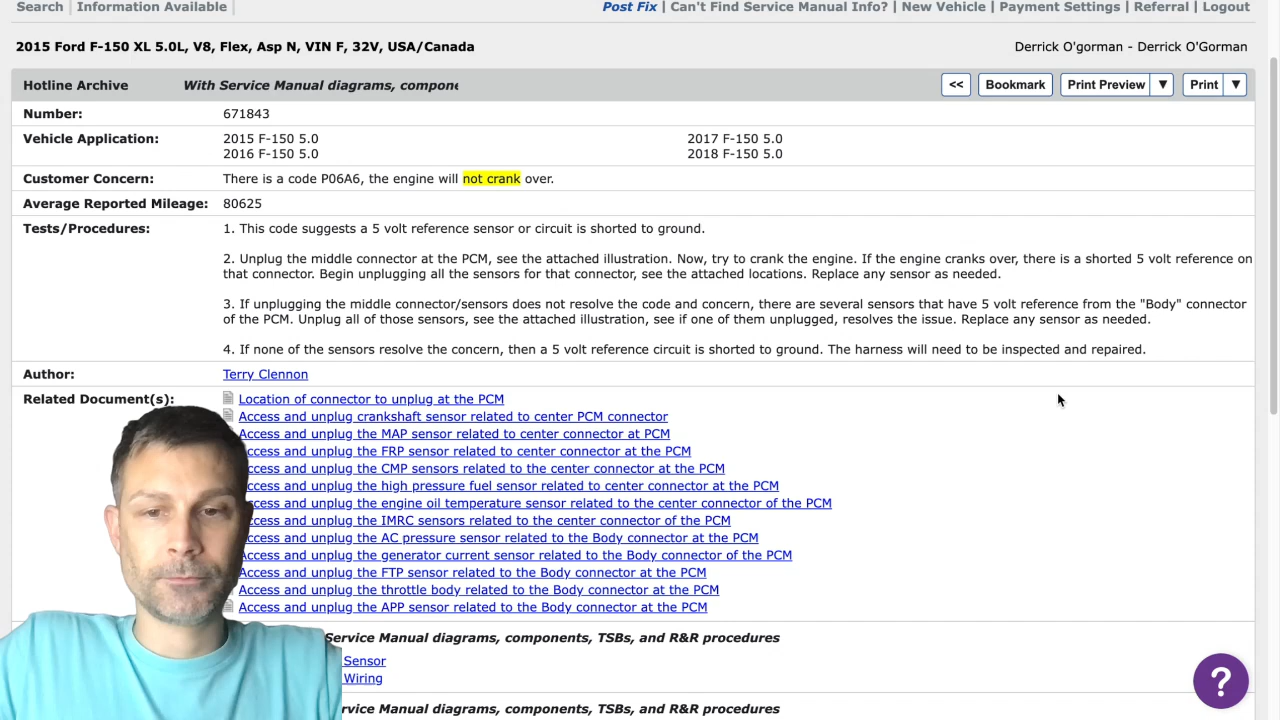 Search | Information Available |
Post Fix | Can't Find Service Manual Info? | New Vehicle | Payment Settings | Referral | Logout
2015 Ford F-150 XL 5.0L, V8, Flex, Asp N, VIN F, 32V, USA/Canada
Derrick O'gorman - Derrick O'Gorman
Hotline Archive With Service Manual diagrams, compone << Bookmark Print Preview ▼ Print ▼
Number: 671843
Vehicle Application: 2015 F-150 5.0 2017 F-150 5.0
2016 F-150 5.0 2018 F-150 5.0
Customer Concern: There is a code P06A6, the engine will not crank over.
Average Reported Mileage: 80625
Tests/Procedures: 1. This code suggests a 5 volt reference sensor or circuit is shorted to ground.
2. Unplug the middle connector at the PCM, see the attached illustration. Now, try to crank the engine. If the engine cranks over, there is a shorted 5 volt reference on
that connector. Begin unplugging all the sensors for that connector, see the attached locations. Replace any sensor as needed.
3. If unplugging the middle connector/sensors does not resolve the code and concern, there are several sensors that have 5 volt reference from the "Body" connector
of the PCM. Unplug all of those sensors, see the attached illustration, see if one of them unplugged, resolves the issue. Replace any sensor as needed.
4. If none of the sensors resolve the concern, then a 5 volt reference circuit is shorted to ground. The harness will need to be inspected and repaired.
Author: Terry Clennon
Related Document(s): Location of connector to unplug at the PCM
Access and unplug crankshaft sensor related to center PCM connector
Access and unplug the MAP sensor related to center connector at PCM
Access and unplug the FRP sensor related to center connector at the PCM
ccess and unplug the CMP sensors related to the center connector at the PCM
ccess and unplug the high pressure fuel sensor related to center connector at the PCM
ccess and unplug the engine oil temperature sensor related to the center connector of the PCM
ccess and unplug the IMRC sensors related to the center connector of the PCM
ccess and unplug the AC pressure sensor related to the Body connector at the PCM
ccess and unplug the generator current sensor related to the Body connector of the PCM
Access and unplug the FTP sensor related to the Body connector at the PCM
Access and unplug the throttle body related to the Body connector at the PCM
Access and unplug the APP sensor related to the Body connector at the PCM
Service Manual diagrams, components, TSBs, and R&R procedures
Sensor
Wiring
rvice Manual diagrams, components, TSBs, and R&R procedures
?